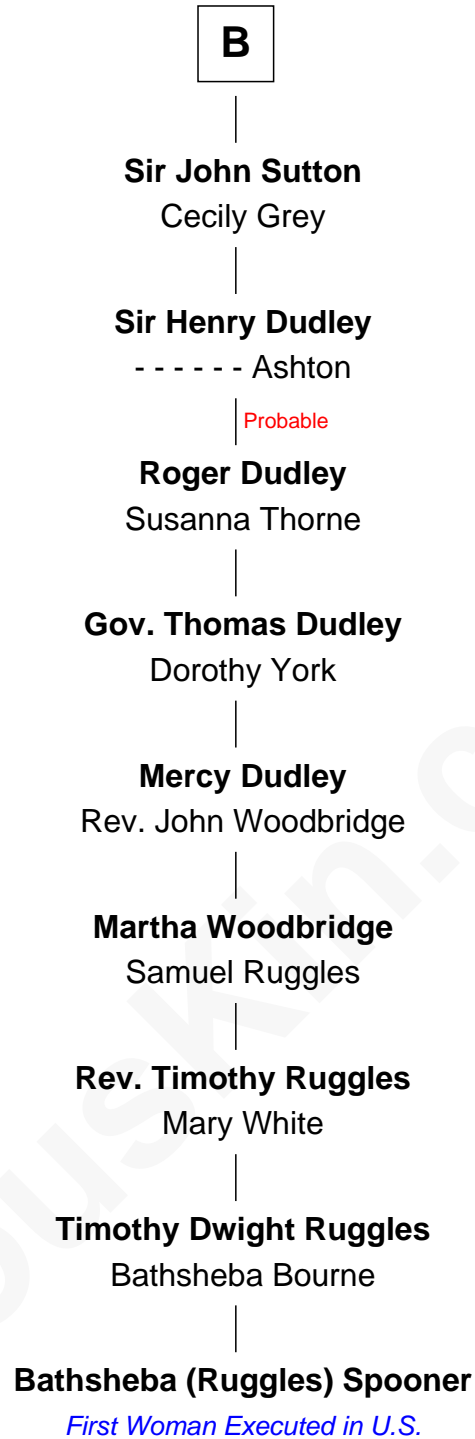 B
Sir John Sutton
Cecily Grey
Sir Henry Dudley
- - - - - - Ashton
Probable
Roger Dudley
Susanna Thorne
Gov. Thomas Dudley
Dorothy York
Mercy Dudley
Rev. John Woodbridge
Martha Woodbridge
Samuel Ruggles
Rev. Timothy Ruggles
Mary White
Timothy Dwight Ruggles
Bathsheba Bourne
Bathsheba (Ruggles) Spooner
First Woman Executed in U.S.